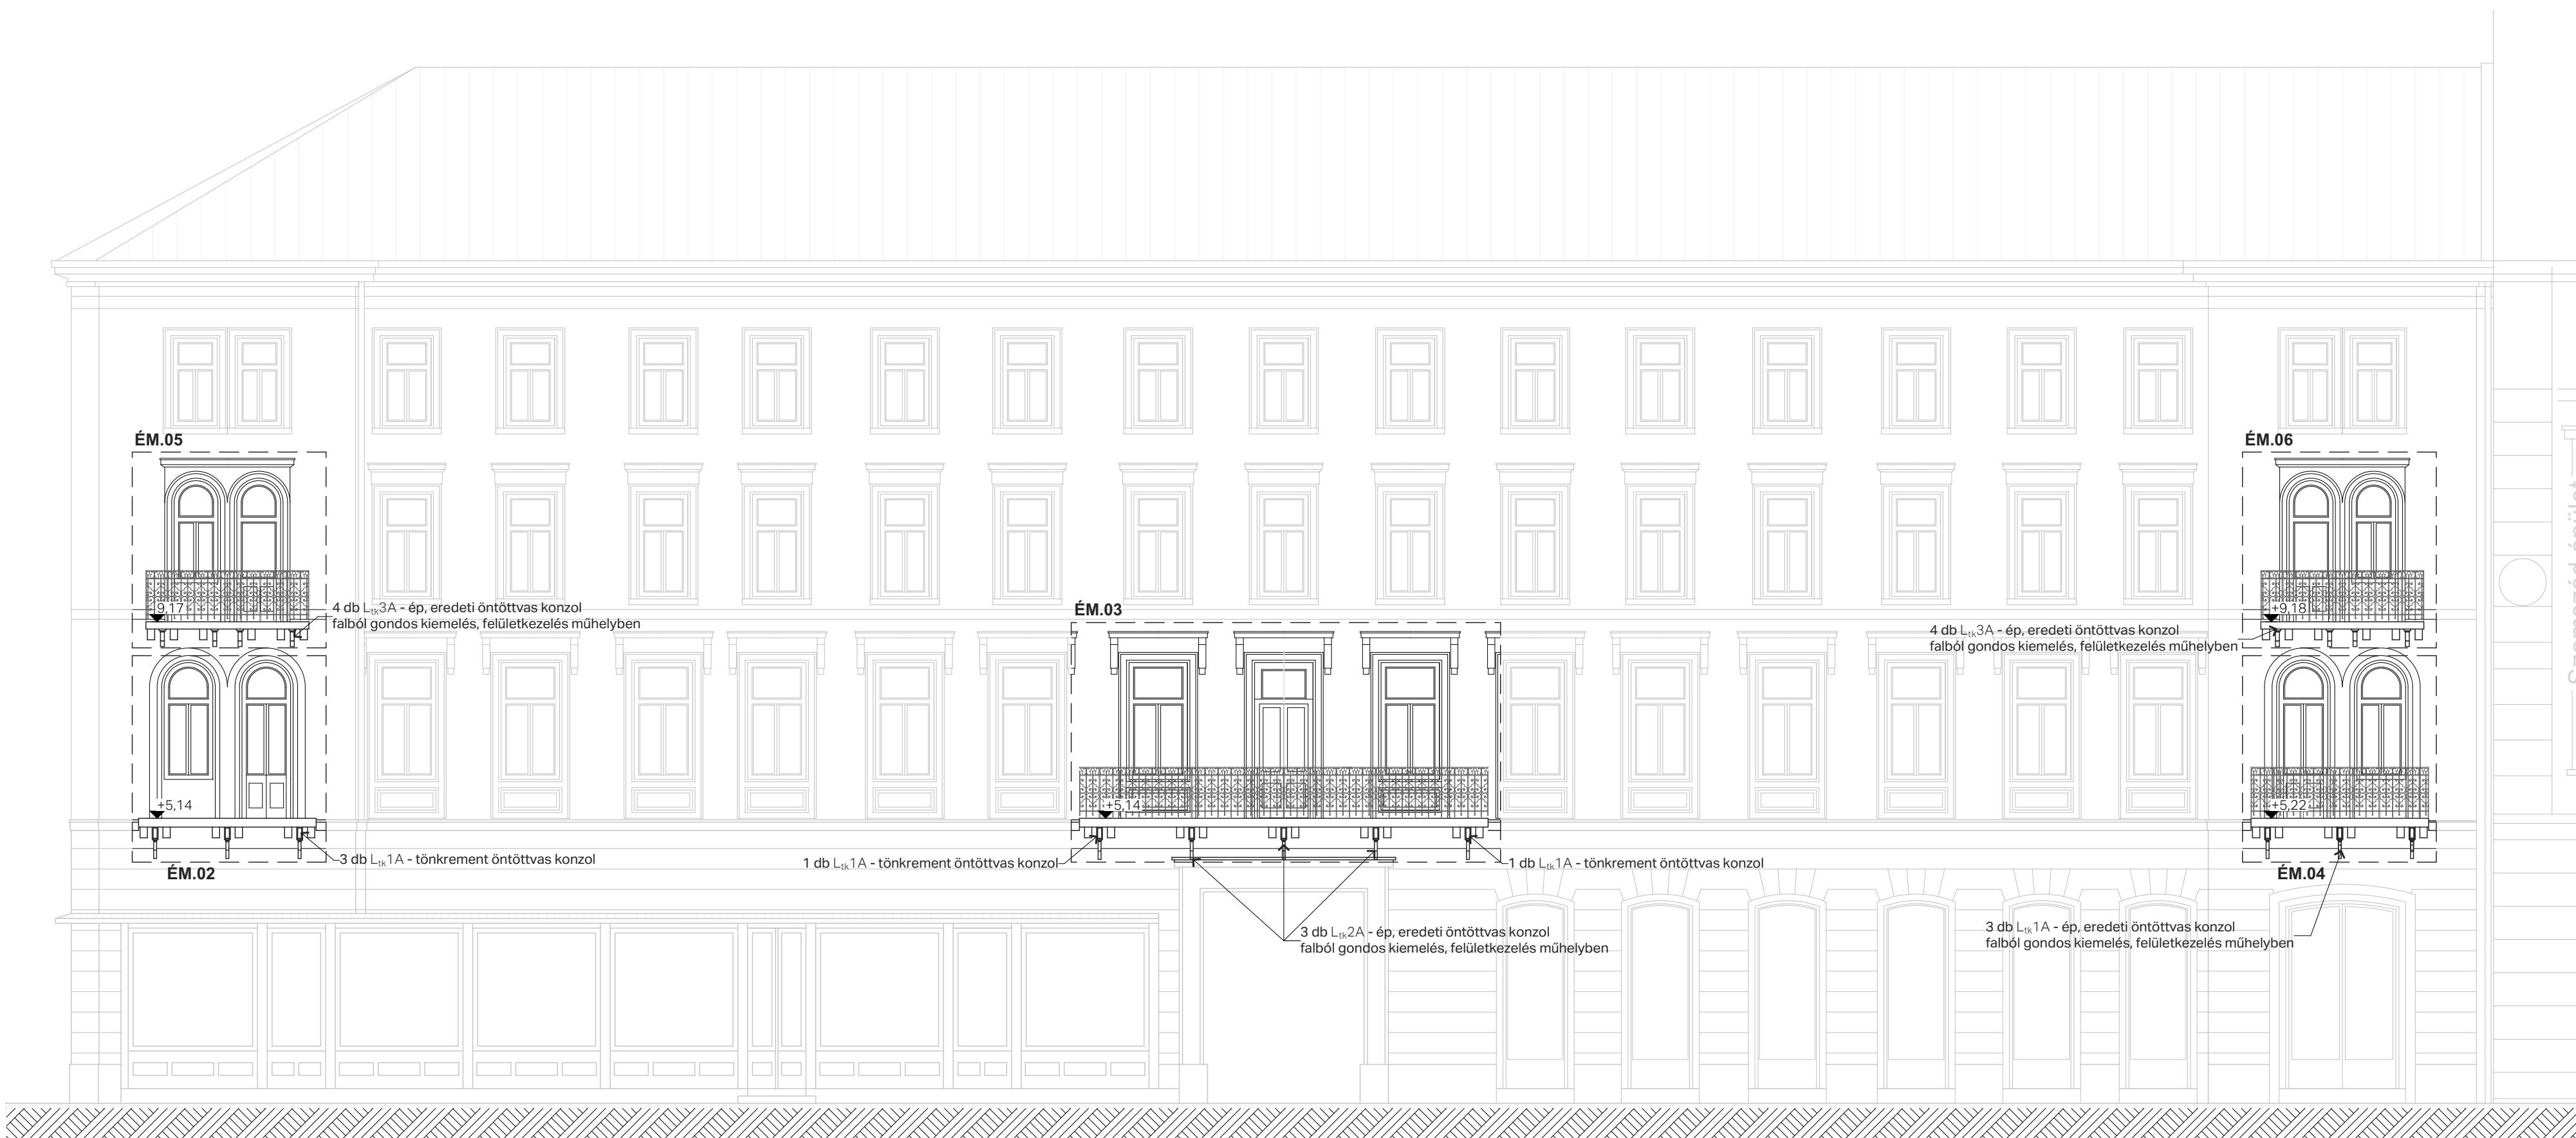 ÉM.05
9,17
4 db Ltk3A - ép, eredeti öntöttvas konzol
falból gondos kiemelés, felületkezelés műhelyben
ÉM.06
+9,18
4 db Ltk3A - ép, eredeti öntöttvas konzol
falból gondos kiemelés, felületkezelés műhelyben
ÉM.03
+5,14
+5,14
+5,22
3 db Ltk1A - tönkrement öntöttvas konzol
ÉM.02
1 db Ltk1A - tönkrement öntöttvas konzol
1 db Ltk1A - tönkrement öntöttvas konzol
ÉM.04
3 db Ltk2A - ép, eredeti öntöttvas konzol
falból gondos kiemelés, felületkezelés műhelyben
3 db Ltk1A - ép, eredeti öntöttvas konzol
falból gondos kiemelés, felületkezelés műhelyben